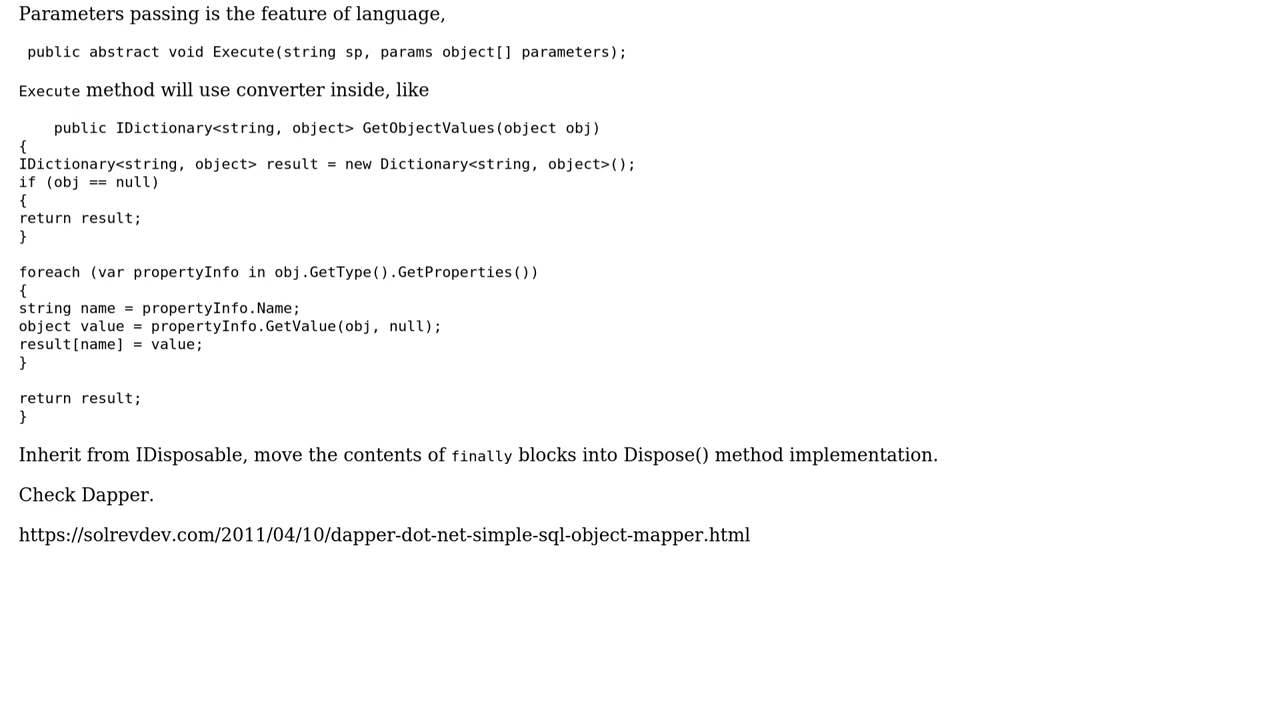 Parameters passing is the feature of language,
public abstract void Execute(string sp, params object[] parameters);
Execute method will use converter inside, like
public IDictionary<string, object> GetObjectValues(object obj)
{
IDictionary<string, object> result = new Dictionary<string, object>();
if (obj == null)
{
return result;
}
foreach (var propertyInfo in obj.GetType().GetProperties())
{
string name = propertyInfo.Name;
object value = propertyInfo.GetValue(obj, null);
result[name] = value;
}
return result;
}
Inherit from IDisposable, move the contents of finally blocks into Dispose() method implementation.
Check Dapper.
https://solrevdev.com/2011/04/10/dapper-dot-net-simple-sql-object-mapper.html